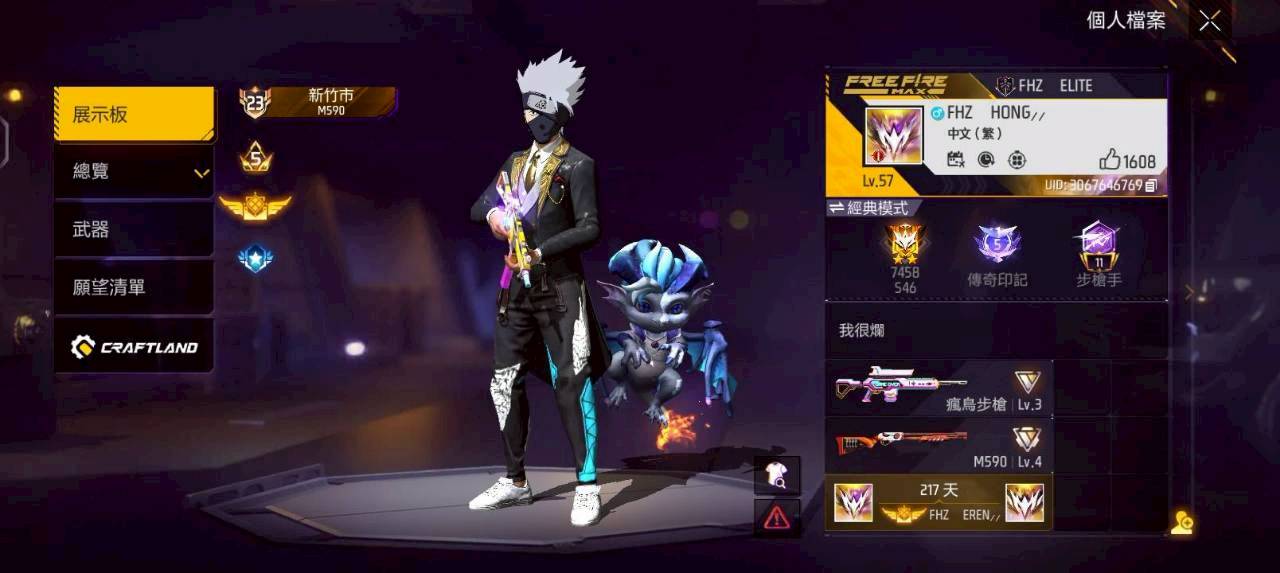 個人檔案
展示板
總覽
武器
願望清單
CRAFTLAND
23
新竹市
M590
5
FREE FIRE
MAX
FHZ ELITE
FHZ HONG//
中文(繁)
1608
Lv.57
UID: 3067646769
經典模式
7458
546
5
傳奇印記
11
步槍手
我很爛
GAME OVER
瘋鳥步槍 Lv.3
M590 Lv.4
217 天
FHZ EREN//